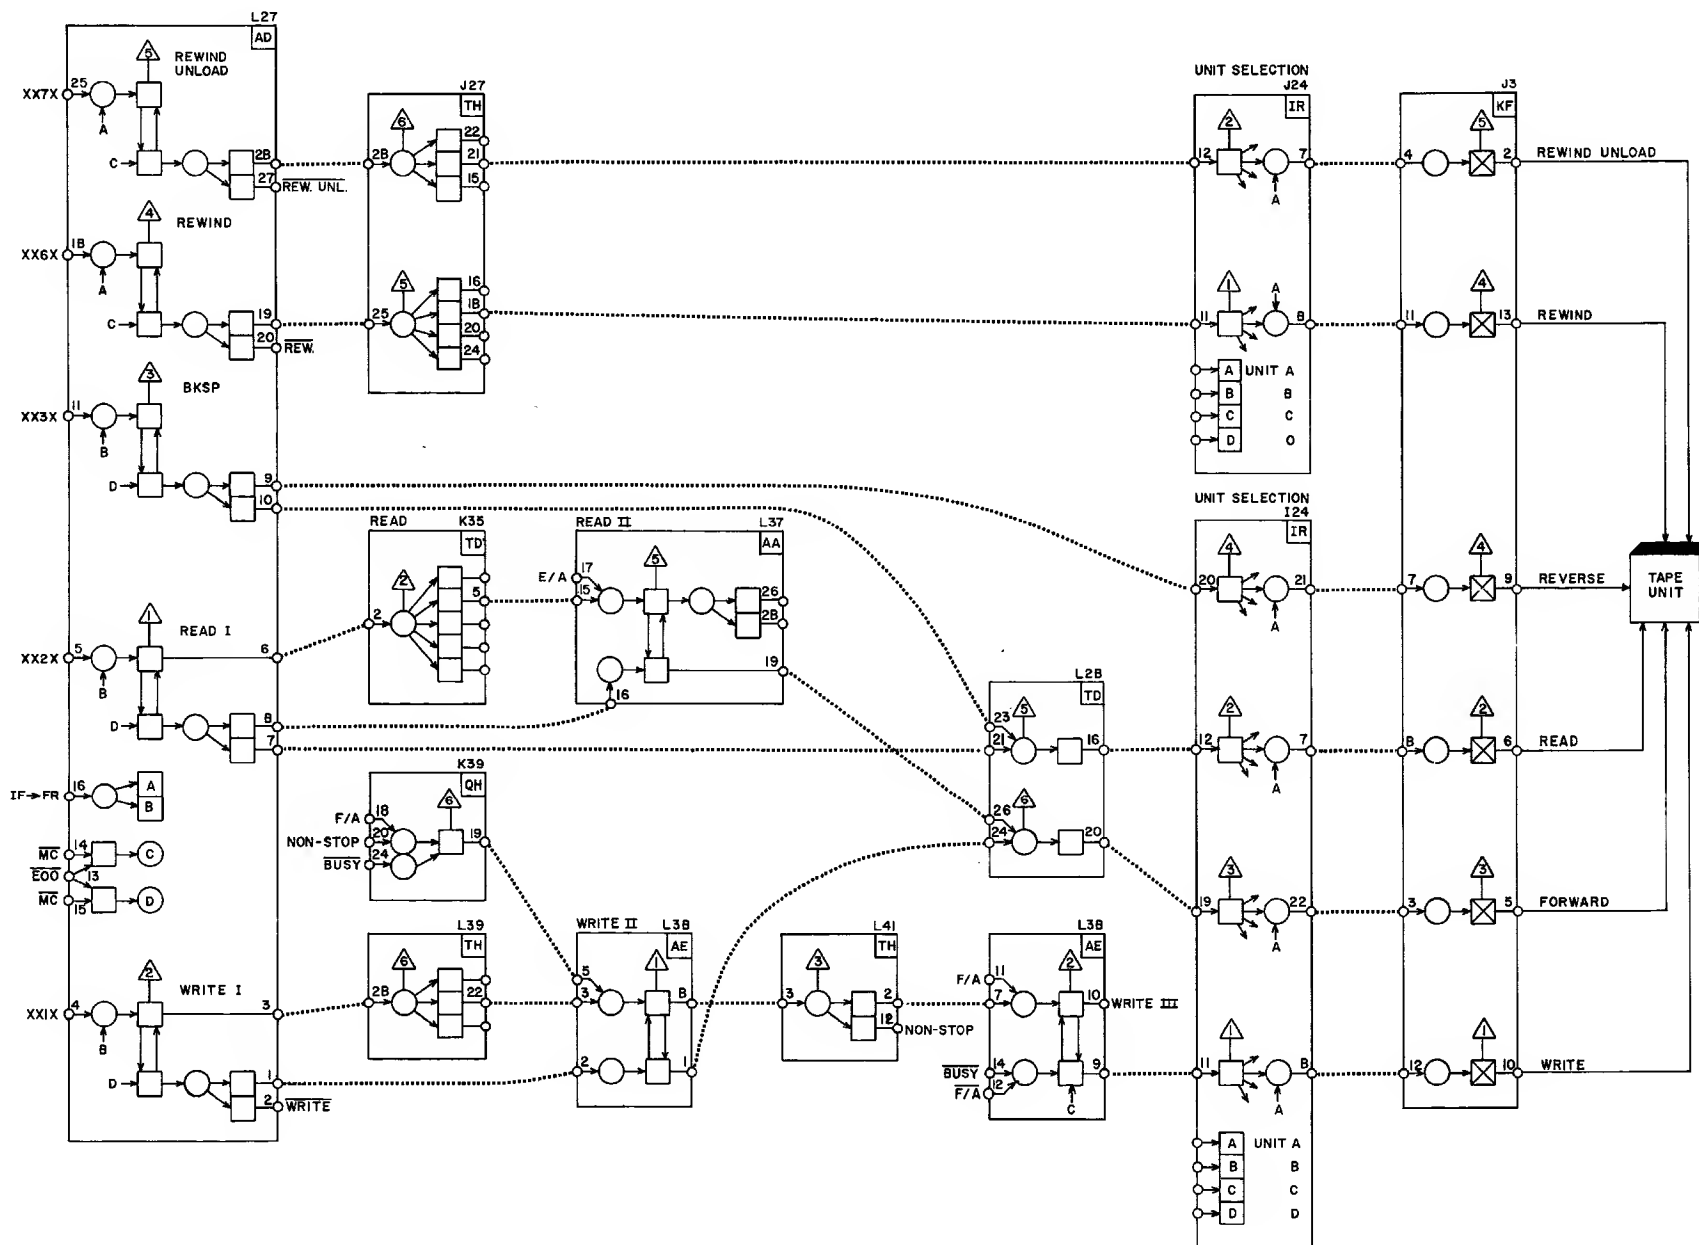 L27
AD
5
REWIND
UNLOAD
XX7X
25
A
C
28
27
REW. UNL.
4
REWIND
XX6X
18
A
C
19
20
REW.
3
BKSP
XX3X
11
B
D
9
10
1
READ I
XX2X
5
B
6
D
8
7
IF→FR
16
A
B
MC
14
C
EOO
13
MC
15
D
2
WRITE I
XX1X
4
B
3
D
1
2
WRITE
J27
TH
6
28
22
21
15
5
25
16
18
20
24
READ
K35
TD
2
2
5
READ II
L37
AA
5
E/A
17
15
26
28
19
16
K39
QH
6
F/A
18
NON-STOP
20
BUSY
24
19
L39
TH
6
28
22
WRITE II
L38
AE
1
5
3
8
2
1
L41
TH
3
3
2
12
NON-STOP
L28
TD
5
23
21
16
6
26
24
20
L38
AE
2
F/A
11
7
10
WRITE III
BUSY
14
12
F/A
9
C
UNIT SELECTION
J24
IR
2
12
7
A
1
A
11
8
A UNIT A
B B
C C
D O
UNIT SELECTION
I24
IR
4
20
21
A
2
12
7
A
3
19
22
A
1
11
8
A
A UNIT A
B B
C C
D D
J3
KF
5
4
2
REWIND UNLOAD
4
11
13
REWIND
4
7
9
REVERSE
TAPE
UNIT
2
8
6
READ
3
3
5
FORWARD
1
12
10
WRITE